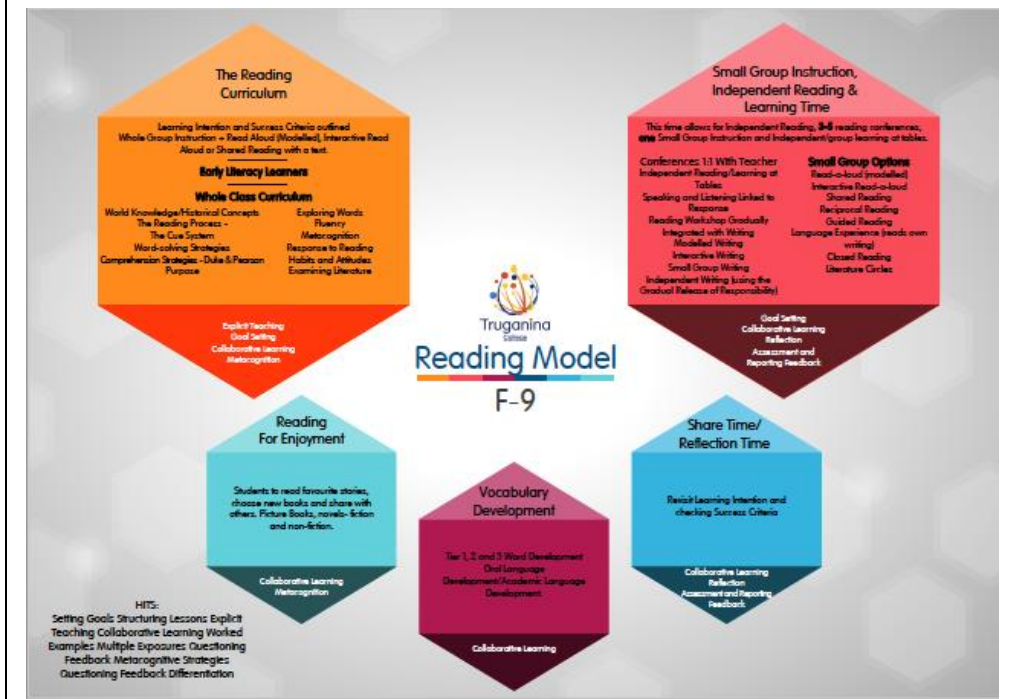 The Reading
Curriculum
Learning Intention and Success Criteria outlined
Whole Group Instruction + Read Aloud (Modelled), Interactive Read
Aloud or Shared Reading with a text.
Early Literacy Learners
Whole Class Curriculum
World Knowledge/Historical Concepts
The Reading Process -
The Cue System
Word-solving Strategies
Comprehension Strategies - Duke & Pearson
Purpose
Exploring Words
Fluency
Metacognition
Response to Reading
Habits and Attitudes
Examining Literature
Explicit Teaching
Goal Setting
Collaborative Learning
Metacognition
Small Group Instruction,
Independent Reading &
Learning Time
This time allows for Independent Reading, 3-5 reading conferences,
one Small Group Instruction and Independent/group learning at tables.
Conferences 1:1 With Teacher
Independent Reading/Learning at
Tables
Speaking and Listening Linked to
Response
Reading Workshop Gradually
Integrated with Writing
Modelled Writing
Interactive Writing
Small Group Writing
Independent Writing (using the
Gradual Release of Responsibility)
Small Group Options
Read-a-loud (modelled)
Interactive Read-a-loud
Shared Reading
Reciprocal Reading
Guided Reading
Language Experience (reads own
writing)
Closed Reading
Literature Circles
Goal Setting
Collaborative Learning
Reflection
Assessment and
Reporting Feedback
Truganina
College
Reading Model
F-9
Reading
For Enjoyment
Students to read favourite stories,
choose new books and share with
others. Picture Books, novels- fiction
and non-fiction.
Collaborative Learning
Metacognition
Vocabulary
Development
Tier 1, 2 and 3 Word Development
Oral Language
Development/Academic Language
Development
Collaborative Learning
Share Time/
Reflection Time
Revisit Learning Intention and
checking Success Criteria
Collaborative Learning
Reflection
Assessment and Reporting
Feedback
HITS:
Setting Goals Structuring Lessons Explicit
Teaching Collaborative Learning Worked
Examples Multiple Exposures Questioning
Feedback Metacognitive Strategies
Questioning Feedback Differentiation